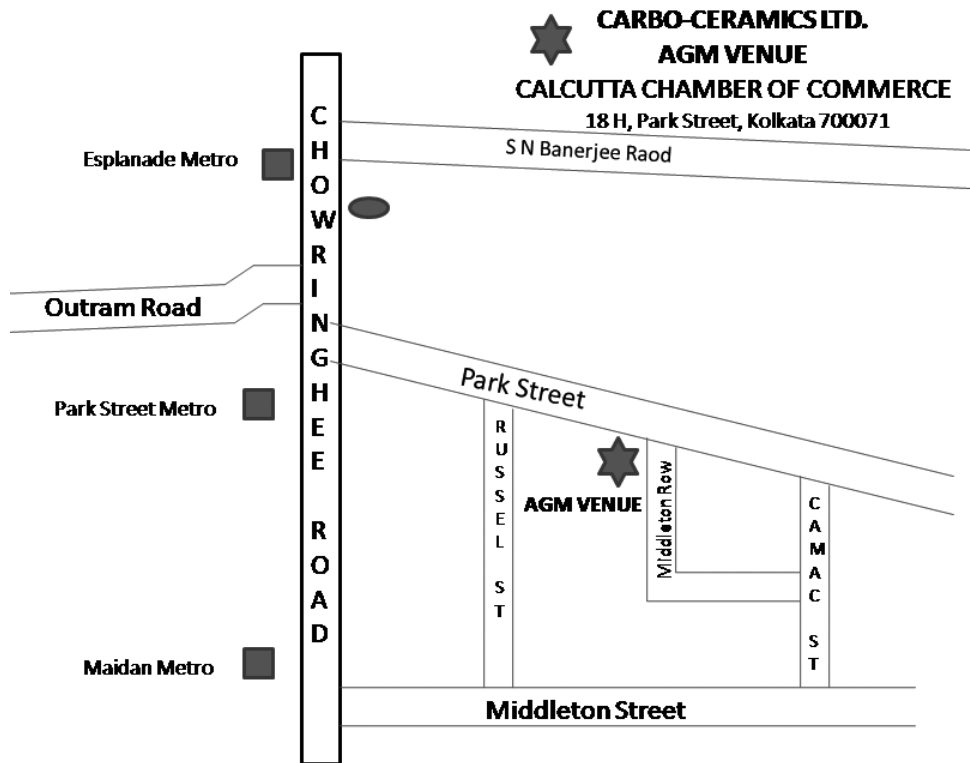 CARBO-CERAMICS LTD.
AGM VENUE
CALCUTTA CHAMBER OF COMMERCE
18 H, Park Street, Kolkata 700071
S N Banerjee Raod
Esplanade Metro
CHOWRINGHEE ROAD
Outram Road
Park Street
Park Street Metro
RUSSEL ST
AGM VENUE
Middleton Row
CAMAC ST
Maidan Metro
Middleton Street